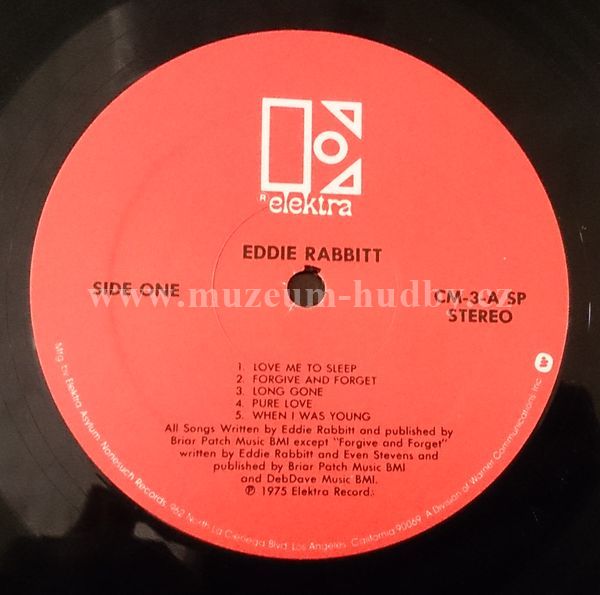 R elektra
EDDIE RABBITT
SIDE ONE
CM-3-A SP
STEREO
www.muzeum-hudby.cz
1. LOVE ME TO SLEEP
2. FORGIVE AND FORGET
3. LONG GONE
4. PURE LOVE
5. WHEN I WAS YOUNG
All Songs Written by Eddie Rabbitt and published by
Briar Patch Music BMI except "Forgive and Forget"
written by Eddie Rabbitt and Even Stevens and
published by Briar Patch Music BMI
and DebDave Music BMI.
℗ 1975 Elektra Records
Mfg. by Elektra/Asylum/Nonesuch Records, 962 North La Cienega Blvd. Los Angeles, California 90069. A Division of Warner Communications Inc.